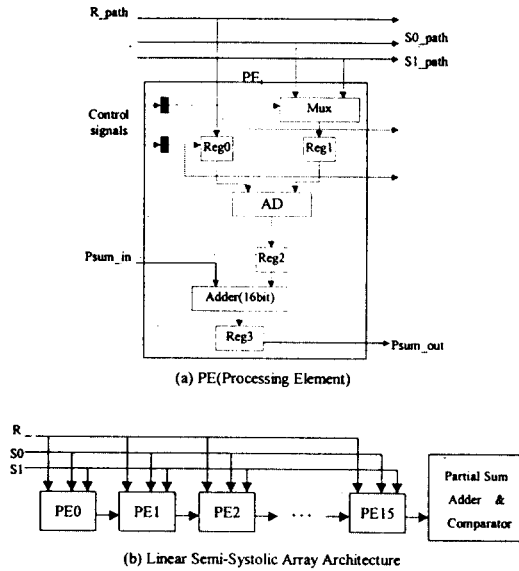 R_path
S0_path
S1_path
PE
Mux
Control
signals
Reg0
Reg1
AD
Reg2
Psum_in
Adder(16bit)
Reg3
Psum_out
(a) PE(Processing Element)
R
S0
S1
PE0
PE1
PE2
. . .
PE15
Partial Sum
Adder &
Comparator
(b) Linear Semi-Systolic Array Architecture